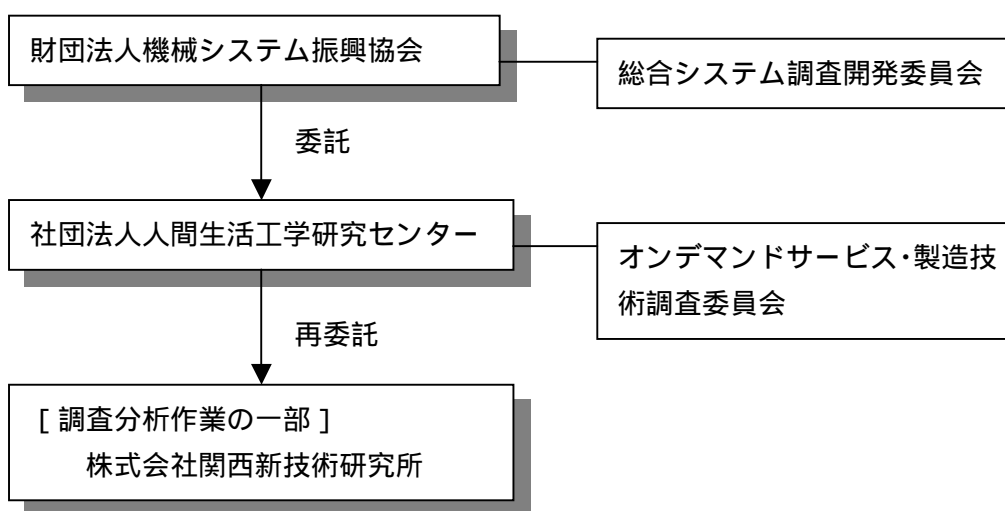 財団法人機械システム振興協会
総合システム調査開発委員会
委託
社団法人人間生活工学研究センター
オンデマンドサービス・製造技
術調査委員会
再委託
[ 調査分析作業の一部 ]
株式会社関西新技術研究所